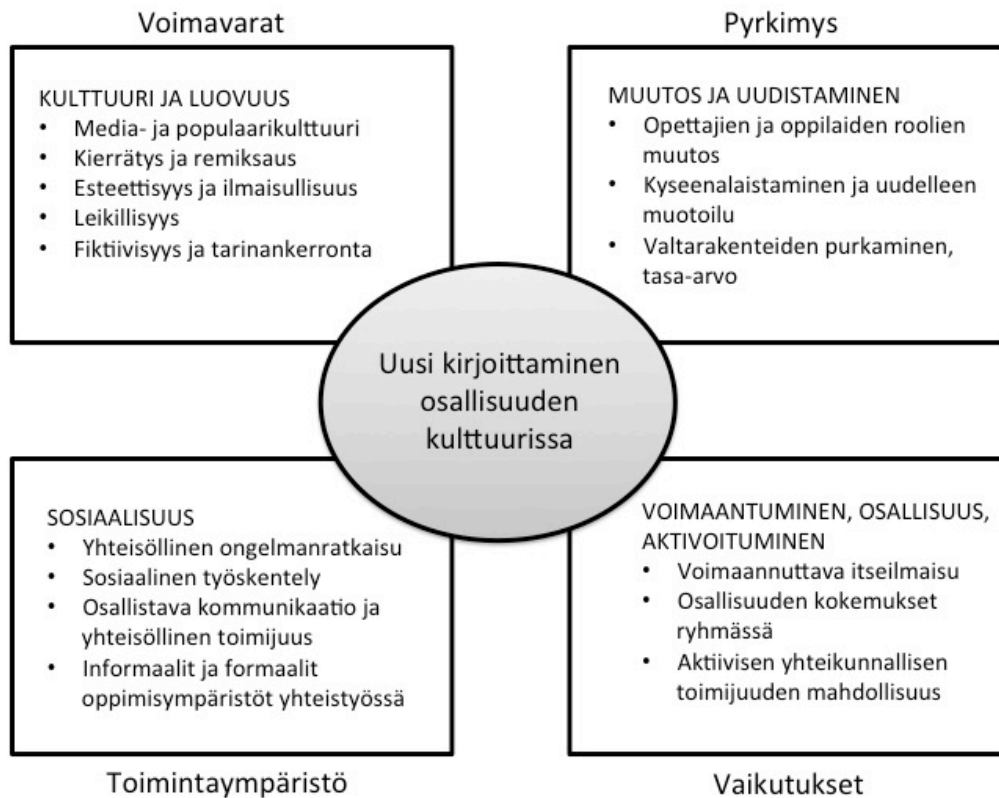 Voimavarat
KULTTUURI JA LUOVUUS
• Media- ja populaarikulttuuri
• Kierrätys ja remiksaus
• Esteettisyys ja ilmaisullisuus
• Leikillisyys
• Fiktiivisyys ja tarinankerronta
Pyrkimys
MUUTOS JA UUDISTAMINEN
• Opettajien ja oppilaiden roolien
muutos
• Kyseenalaistaminen ja uudelleen
muotoilu
• Valtarakenteiden purkaminen,
tasa-arvo
Uusi kirjoittaminen
osallisuuden
kulttuurissa
SOSIAALISUUS
• Yhteisöllinen ongelmanratkaisu
• Sosiaalinen työskentely
• Osallistava kommunikaatio ja
yhteisöllinen toimijuus
• Informaalit ja formaalit
oppimisympäristöt yhteistyössä
Toimintaympäristö
VOIMAANTUMINEN, OSALLISUUS,
AKTIVOITUMINEN
• Voimaannuttava itseilmaisu
• Osallisuuden kokemukset
ryhmässä
• Aktiivisen yhteikunnallisen
toimijuuden mahdollisuus
Vaikutukset